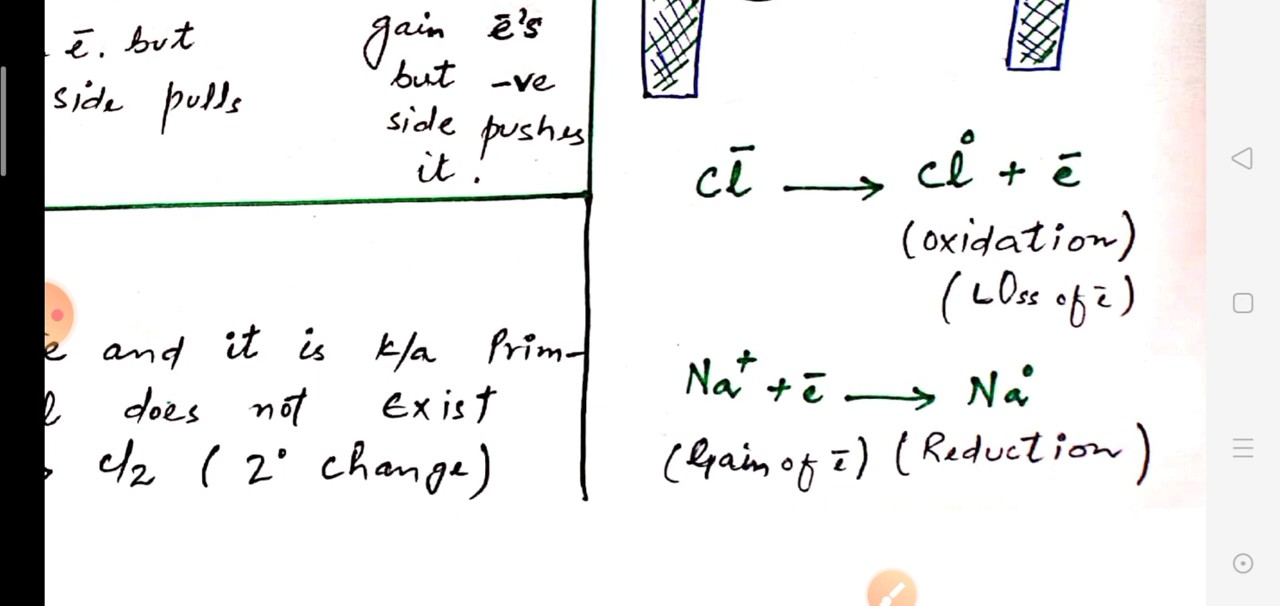 ē. but
side pulls
gain ē's
but -ve
side pushes
it.
and it is k/a Prim-
does not Exist
(2° change)
Cl̄ → Cl° + ē
(oxidation)
(Loss of ē)
Na⁺ + ē → Na°
(Gain of ē) (Reduction)